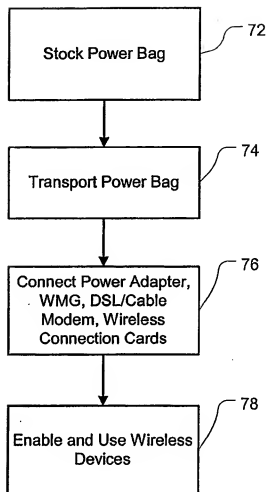 Stock Power Bag
72
Transport Power Bag
74
Connect Power Adapter,
WMG, DSL/Cable
Modem, Wireless
Connection Cards
76
Enable and Use Wireless
Devices
78